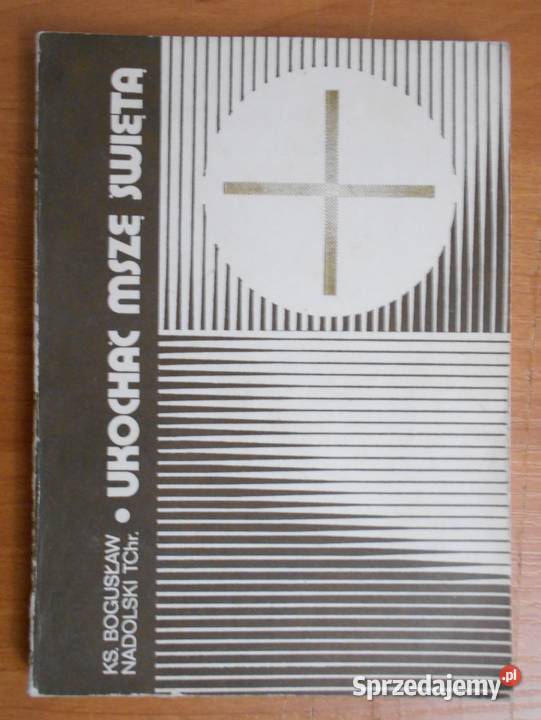 KS. BOGUSŁAW
NADOLSKI TChr.
• UKOCHAĆ MSZĘ ŚWIĘTĄ
Sprzedajemy.pl